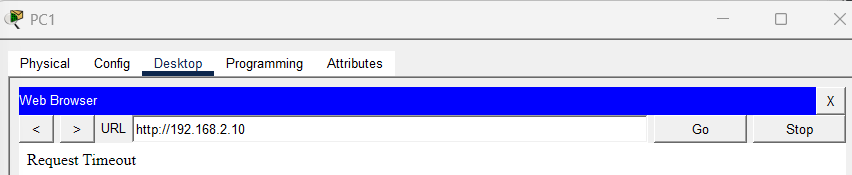 PC1
Physical Config Desktop Programming Attributes
Web Browser X
< > URL http://192.168.2.10 Go Stop
Request Timeout